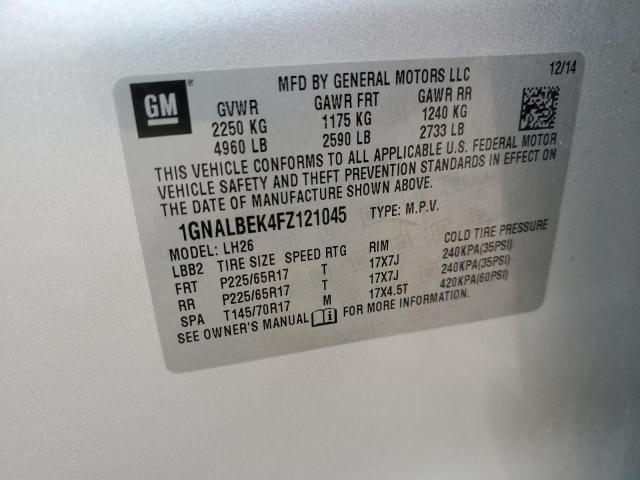 MFD BY GENERAL MOTORS LLC 12/14
GM ®
GVWR GAWR FRT GAWR RR
2250 KG 1175 KG 1240 KG
4960 LB 2590 LB 2733 LB
THIS VEHICLE CONFORMS TO ALL APPLICABLE U.S. FEDERAL MOTOR
VEHICLE SAFETY AND THEFT PREVENTION STANDARDS IN EFFECT ON
THE DATE OF MANUFACTURE SHOWN ABOVE.
1GNALBEK4FZ121045 TYPE: M.P.V.
MODEL: LH26
LBB2 TIRE SIZE SPEED RTG RIM COLD TIRE PRESSURE
FRT P225/65R17 T 17X7J 240KPA(35PSI)
RR P225/65R17 T 17X7J 240KPA(35PSI)
SPA T145/70R17 M 17X4.5T 420KPA(60PSI)
SEE OWNER'S MANUAL FOR MORE INFORMATION.